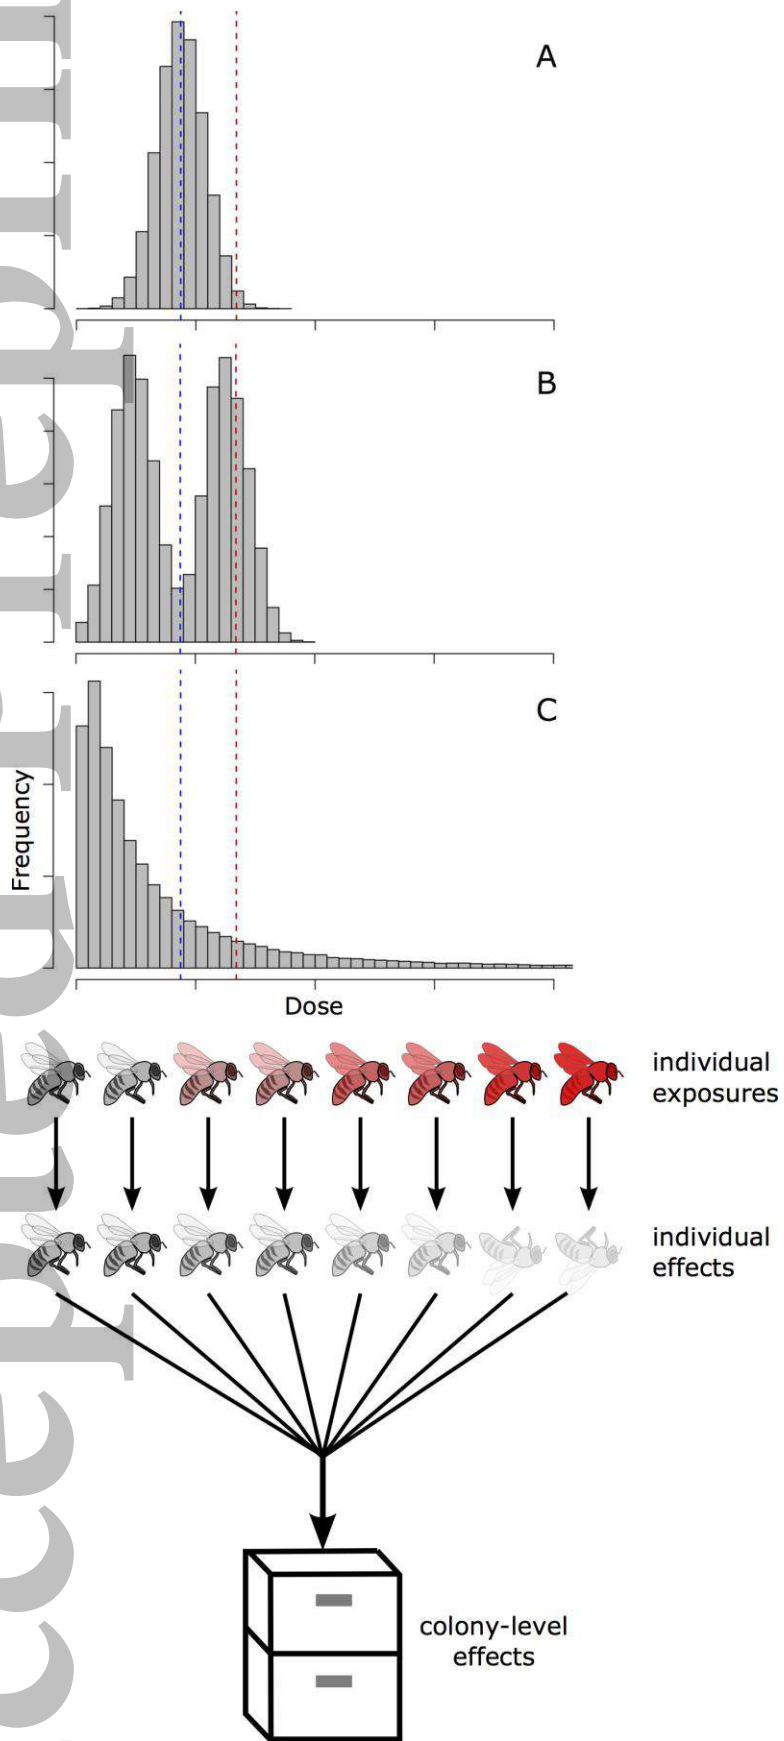 A
B
C
Frequency
Dose
individual
exposures
individual
effects
colony-level
effects